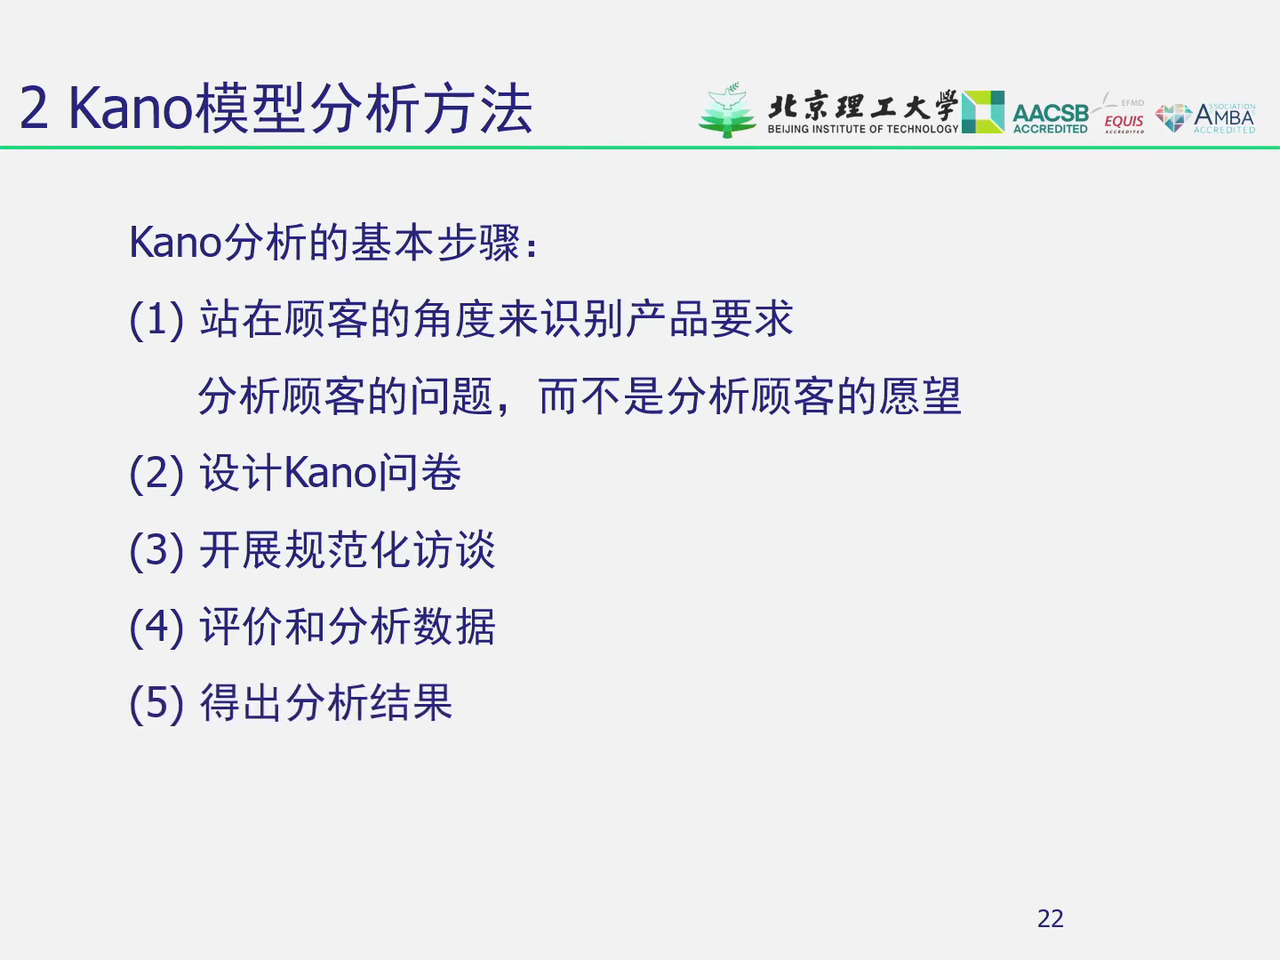 2 Kano模型分析方法
北京理工大学
BEIJING INSTITUTE OF TECHNOLOGY
AACSB
ACCREDITED
EFMD
EQUIS
ACCREDITED
ASSOCIATION
AMBA
ACCREDITED
Kano分析的基本步骤：
(1) 站在顾客的角度来识别产品要求
分析顾客的问题，而不是分析顾客的愿望
(2) 设计Kano问卷
(3) 开展规范化访谈
(4) 评价和分析数据
(5) 得出分析结果
22